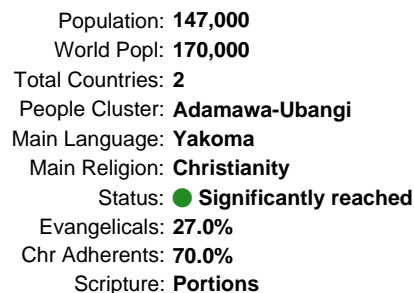 Population: 147,000
World Popl: 170,000
Total Countries: 2
People Cluster: Adamawa-Ubangi
Main Language: Yakoma
Main Religion: Christianity
Status: Significantly reached
Evangelicals: 27.0%
Chr Adherents: 70.0%
Scripture: Portions